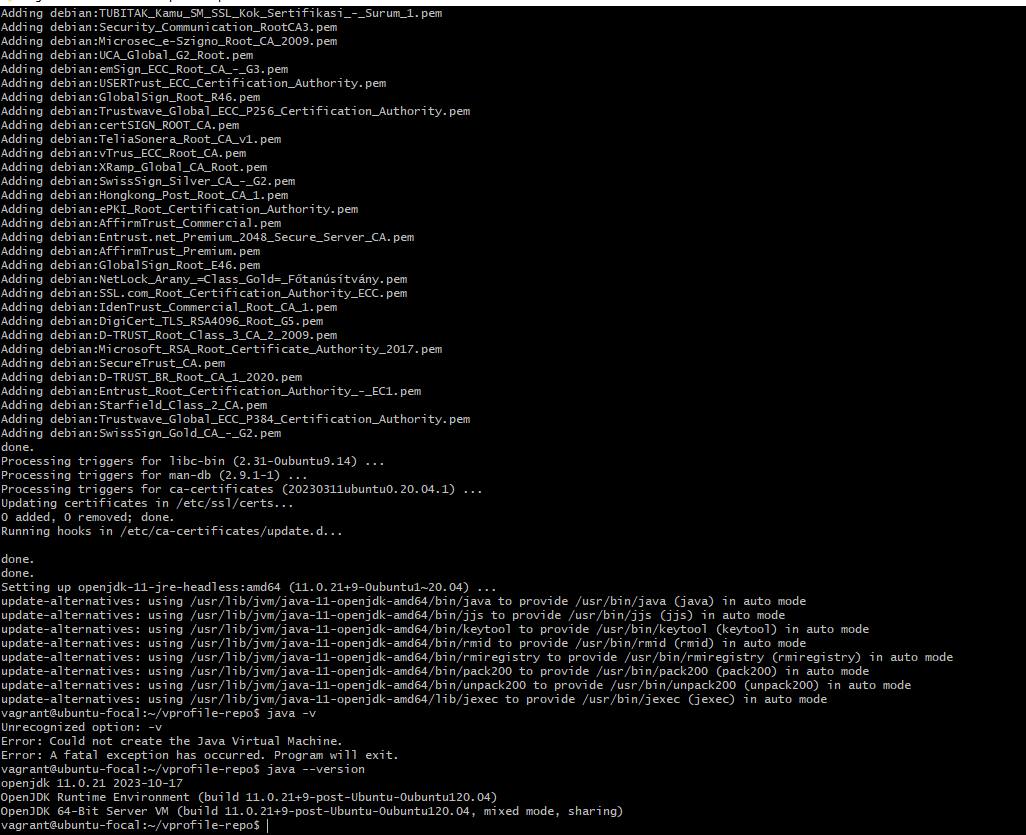 Adding debian:TUBITAK_Kamu_SM_SSL_Kok_Sertifikasi_-_Surum_1.pem
Adding debian:Security_Communication_RootCA3.pem
Adding debian:Microsec_e-Szigno_Root_CA_2009.pem
Adding debian:UCA_Global_G2_Root.pem
Adding debian:emSign_ECC_Root_CA_-_G3.pem
Adding debian:USERTrust_ECC_Certification_Authority.pem
Adding debian:GlobalSign_Root_R46.pem
Adding debian:Trustwave_Global_ECC_P256_Certification_Authority.pem
Adding debian:certSIGN_ROOT_CA.pem
Adding debian:TeliaSonera_Root_CA_v1.pem
Adding debian:vTrus_ECC_Root_CA.pem
Adding debian:XRamp_Global_CA_Root.pem
Adding debian:SwissSign_Silver_CA_-_G2.pem
Adding debian:Hongkong_Post_Root_CA_1.pem
Adding debian:ePKI_Root_Certification_Authority.pem
Adding debian:AffirmTrust_Commercial.pem
Adding debian:Entrust.net_Premium_2048_Secure_Server_CA.pem
Adding debian:AffirmTrust_Premium.pem
Adding debian:GlobalSign_Root_E46.pem
Adding debian:NetLock_Arany_=Class_Gold=_Főtanúsítvány.pem
Adding debian:SSL.com_Root_Certification_Authority_ECC.pem
Adding debian:IdenTrust_Commercial_Root_CA_1.pem
Adding debian:DigiCert_TLS_RSA4096_Root_G5.pem
Adding debian:D-TRUST_Root_Class_3_CA_2_2009.pem
Adding debian:Microsoft_RSA_Root_Certificate_Authority_2017.pem
Adding debian:SecureTrust_CA.pem
Adding debian:D-TRUST_BR_Root_CA_1_2020.pem
Adding debian:Entrust_Root_Certification_Authority_-_EC1.pem
Adding debian:Starfield_Class_2_CA.pem
Adding debian:Trustwave_Global_ECC_P384_Certification_Authority.pem
Adding debian:SwissSign_Gold_CA_-_G2.pem
done.
Processing triggers for libc-bin (2.31-0ubuntu9.14) ...
Processing triggers for man-db (2.9.1-1) ...
Processing triggers for ca-certificates (20230311ubuntu0.20.04.1) ...
Updating certificates in /etc/ssl/certs...
0 added, 0 removed; done.
Running hooks in /etc/ca-certificates/update.d...
done.
done.
Setting up openjdk-11-jre-headless:amd64 (11.0.21+9-0ubuntu1~20.04) ...
update-alternatives: using /usr/lib/jvm/java-11-openjdk-amd64/bin/java to provide /usr/bin/java (java) in auto mode
update-alternatives: using /usr/lib/jvm/java-11-openjdk-amd64/bin/jjs to provide /usr/bin/jjs (jjs) in auto mode
update-alternatives: using /usr/lib/jvm/java-11-openjdk-amd64/bin/keytool to provide /usr/bin/keytool (keytool) in auto mode
update-alternatives: using /usr/lib/jvm/java-11-openjdk-amd64/bin/rmid to provide /usr/bin/rmid (rmid) in auto mode
update-alternatives: using /usr/lib/jvm/java-11-openjdk-amd64/bin/rmiregistry to provide /usr/bin/rmiregistry (rmiregistry) in auto mode
update-alternatives: using /usr/lib/jvm/java-11-openjdk-amd64/bin/pack200 to provide /usr/bin/pack200 (pack200) in auto mode
update-alternatives: using /usr/lib/jvm/java-11-openjdk-amd64/bin/unpack200 to provide /usr/bin/unpack200 (unpack200) in auto mode
update-alternatives: using /usr/lib/jvm/java-11-openjdk-amd64/lib/jexec to provide /usr/bin/jexec (jexec) in auto mode
vagrant@ubuntu-focal:~/vprofile-repo$ java -v
Unrecognized option: -v
Error: Could not create the Java Virtual Machine.
Error: A fatal exception has occurred. Program will exit.
vagrant@ubuntu-focal:~/vprofile-repo$ java --version
openjdk 11.0.21 2023-10-17
OpenJDK Runtime Environment (build 11.0.21+9-post-Ubuntu-0ubuntu120.04)
OpenJDK 64-Bit Server VM (build 11.0.21+9-post-Ubuntu-0ubuntu120.04, mixed mode, sharing)
vagrant@ubuntu-focal:~/vprofile-repo$